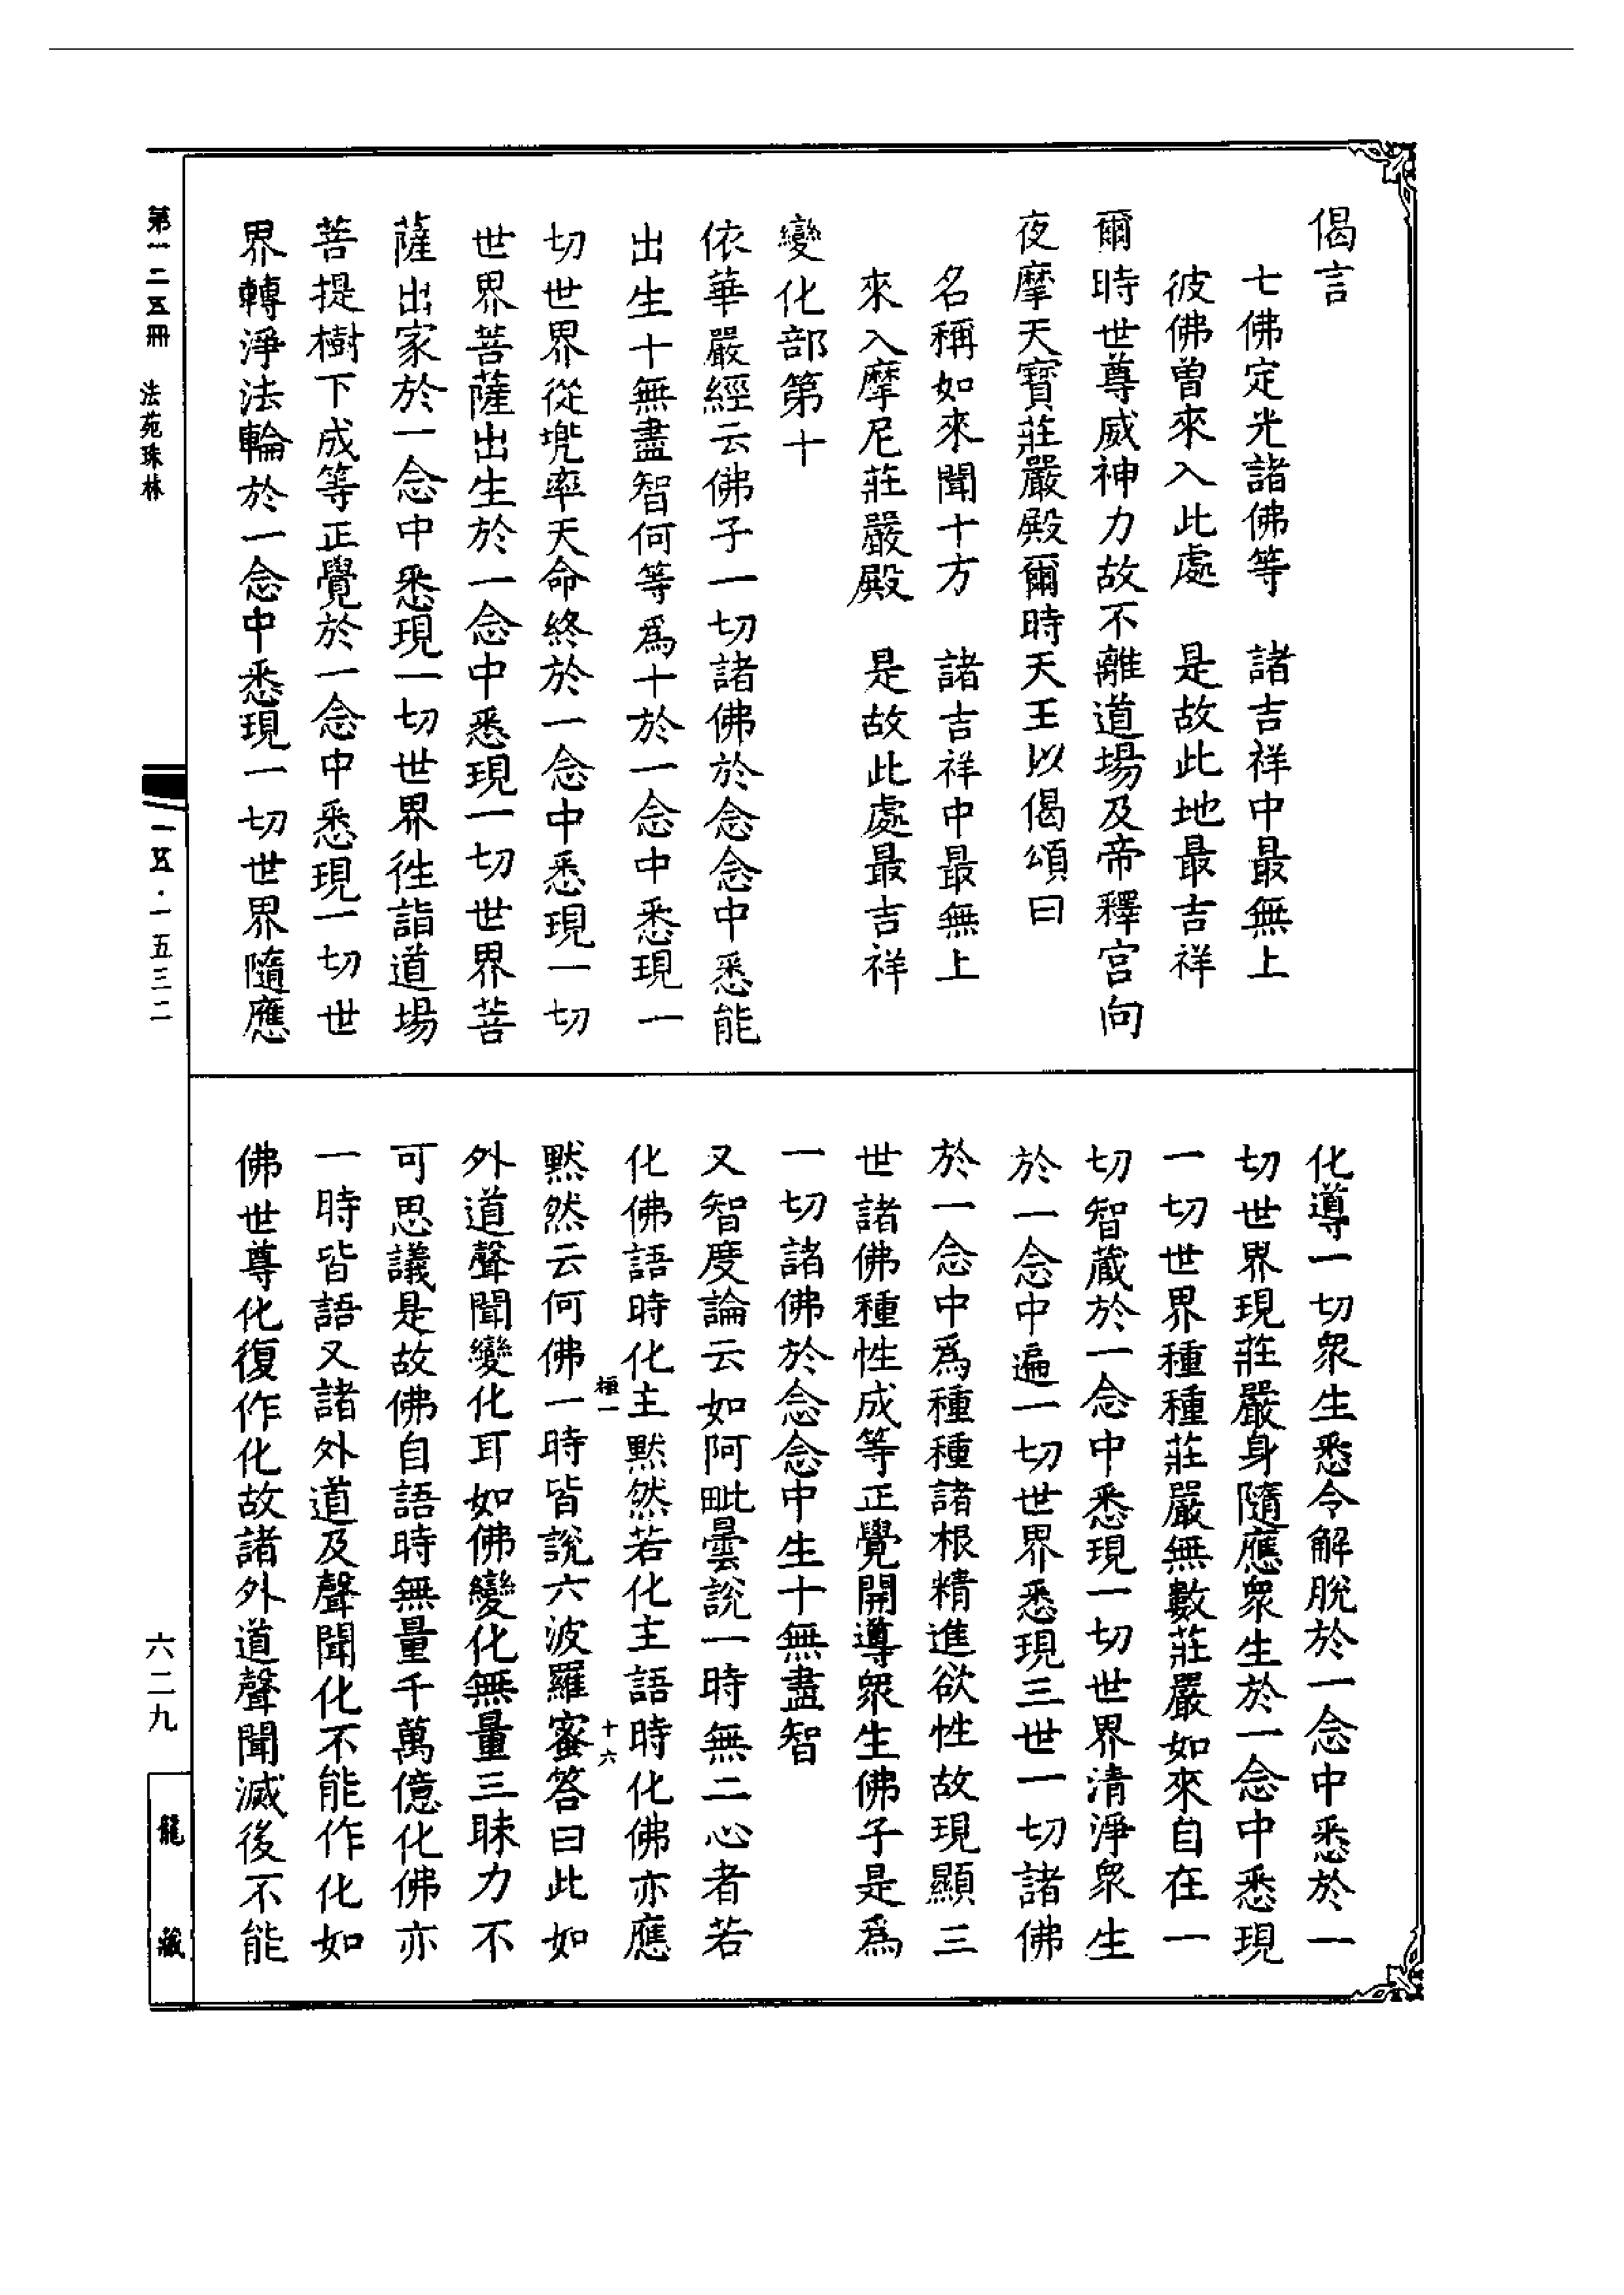 偈言
七佛定光諸佛等　諸吉祥中最無上
彼佛曽來入此處　是故此地最吉祥
爾時世尊威神力故不離道場及帝釋宮向
夜摩天寶莊嚴殿爾時天王以偈頌曰
名稱如來聞十方　諸吉祥中最無上
來入摩尼莊嚴殿　是故此處最吉祥
變化部第十
依華嚴經云佛子一切諸佛於念念中悉能
出生十無盡智何等為十於一念中悉現一
切世界從兠率天命終於一念中悉現一切
世界菩薩出生於一念中悉現一切世界菩
薩出家於一念中悉現一切世界徃詣道場
菩提樹下成等正覺於一念中悉現一切世
界轉淨法輪於一念中悉現一切世界隨應
化導一切衆生悉令解脫於一念中悉於一
切世界現莊嚴身隨應衆生於一念中悉現
一切世界種種莊嚴無數莊嚴如來自在一
切智藏於一念中悉現一切世界清淨衆生
於一念中遍一切世界悉現三世一切諸佛
於一念中為種種諸根精進欲性故現顯三
世諸佛種性成等正覺開導衆生佛子是為
一切諸佛於念念中生十無盡智
又智度論云如阿毗曇說一時無二心者若
化佛語時化主默然若化主語時化佛亦應
極一
十六
默然云何佛一時皆說六波羅蜜答曰此如
外道聲聞變化耳如佛變化無量三昧力不
可思議是故佛自語時無量千萬億化佛亦
一時皆語又諸外道及聲聞化不能作化如
佛世尊化復作化故諸外道聲聞滅後不能
第一二五冊　法苑珠林
一五·一五三二
六二九
龍藏